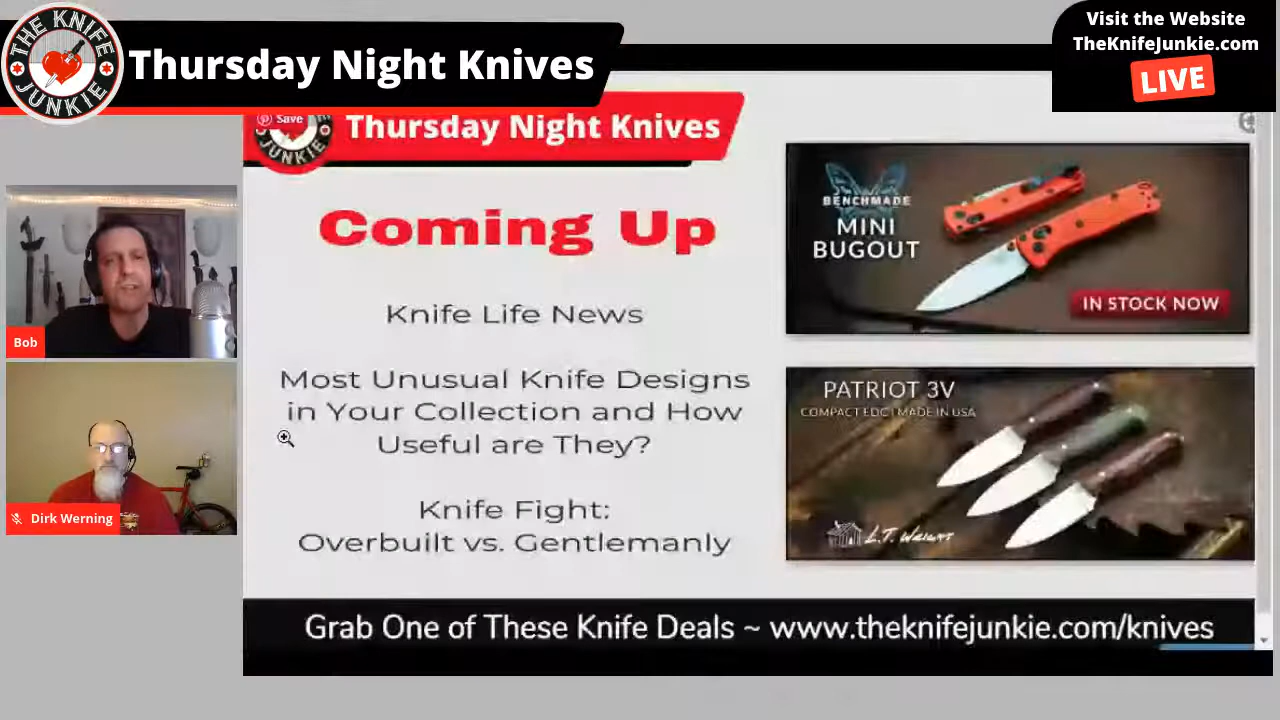 THE KNIFE
JUNKIE
Thursday Night Knives
Visit the Website
TheKnifeJunkie.com
LIVE
Save
JUNKIE
Thursday Night Knives
Coming Up
Knife Life News
Most Unusual Knife Designs
in Your Collection and How
Useful are They?
Knife Fight:
Overbuilt vs. Gentlemanly
BENCHMADE
MINI
BUGOUT
IN STOCK NOW
PATRIOT 3V
COMPACT EDC | MADE IN USA
L.T. WRIGHT
Bob
Dirk Werning
Grab One of These Knife Deals ~ www.theknifejunkie.com/knives